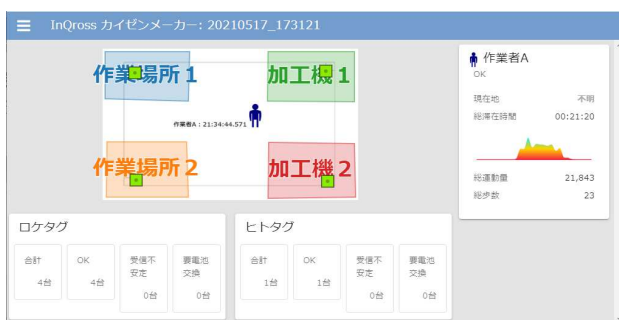 InQross カイゼンメーカー: 20210517_173121
作業場所1
加工機1
作業者A : 21:34:44.571
作業場所2
加工機2
作業者A
OK
現在地 不明
総滞在時間 00:21:20
総運動量 21,843
総歩数 23
ロケタグ
合計
4台
OK
4台
受信不
安定
0台
要電池
交換
0台
ヒトタグ
合計
1台
OK
1台
受信不
安定
0台
要電池
交換
0台